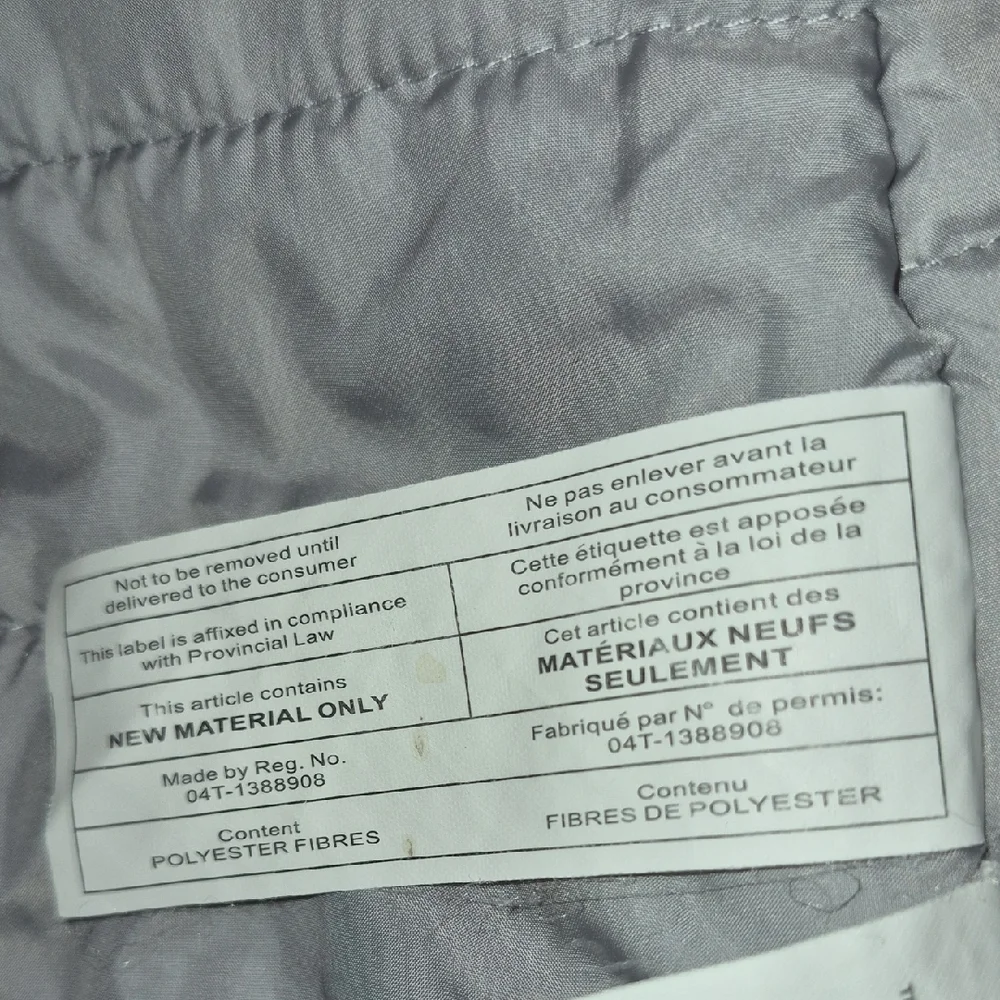 Not to be removed until
delivered to the consumer
Ne pas enlever avant la
livraison au consommateur
This label is affixed in compliance
with Provincial Law
Cette étiquette est apposée
conformément à la loi de la
province
This article contains
NEW MATERIAL ONLY
Cet article contient des
MATÉRIAUX NEUFS
SEULEMENT
Made by Reg. No.
04T-1388908
Fabriqué par N° de permis:
04T-1388908
Content
POLYESTER FIBRES
Contenu
FIBRES DE POLYESTER